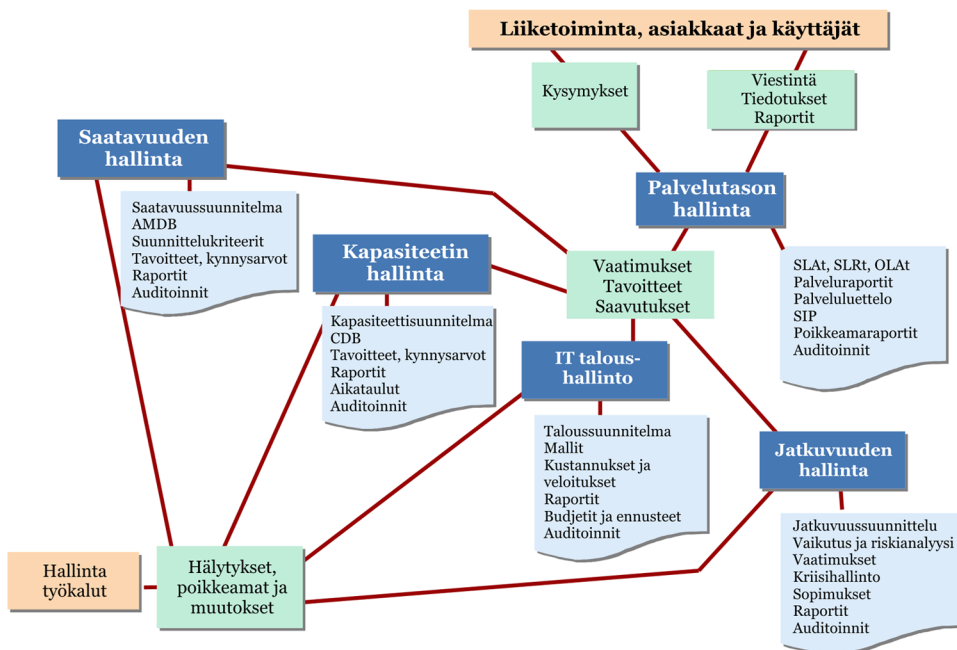 Liiketoiminta, asiakkaat ja käyttäjät
Kysymykset
Viestintä
Tiedotukset
Raportit
Saatavuuden
hallinta
Palvelutason
hallinta
Saatavuussuunnitelma
AMDB
Suunnittelukriteerit
Tavoitteet, kynnysarvot
Raportit
Auditoinnit
Kapasiteetin
hallinta
Vaatimukset
Tavoitteet
Saavutukset
SLAt, SLRt, OLAt
Palveluraportit
Palveluluettelo
SIP
Poikkeamaraportit
Auditoinnit
Kapasiteettisuunnitelma
CDB
Tavoitteet, kynnysarvot
Raportit
Aikataulut
Auditoinnit
IT talous-
hallinto
Taloussuunnitelma
Mallit
Kustannukset ja
veloitukset
Raportit
Budjetit ja ennusteet
Auditoinnit
Jatkuvuuden
hallinta
Jatkuvuussuunnittelu
Vaikutus ja riskianalyysi
Vaatimukset
Kriisihallinto
Sopimukset
Raportit
Auditoinnit
Hallinta
työkalut
Hälytykset,
poikkeamat ja
muutokset